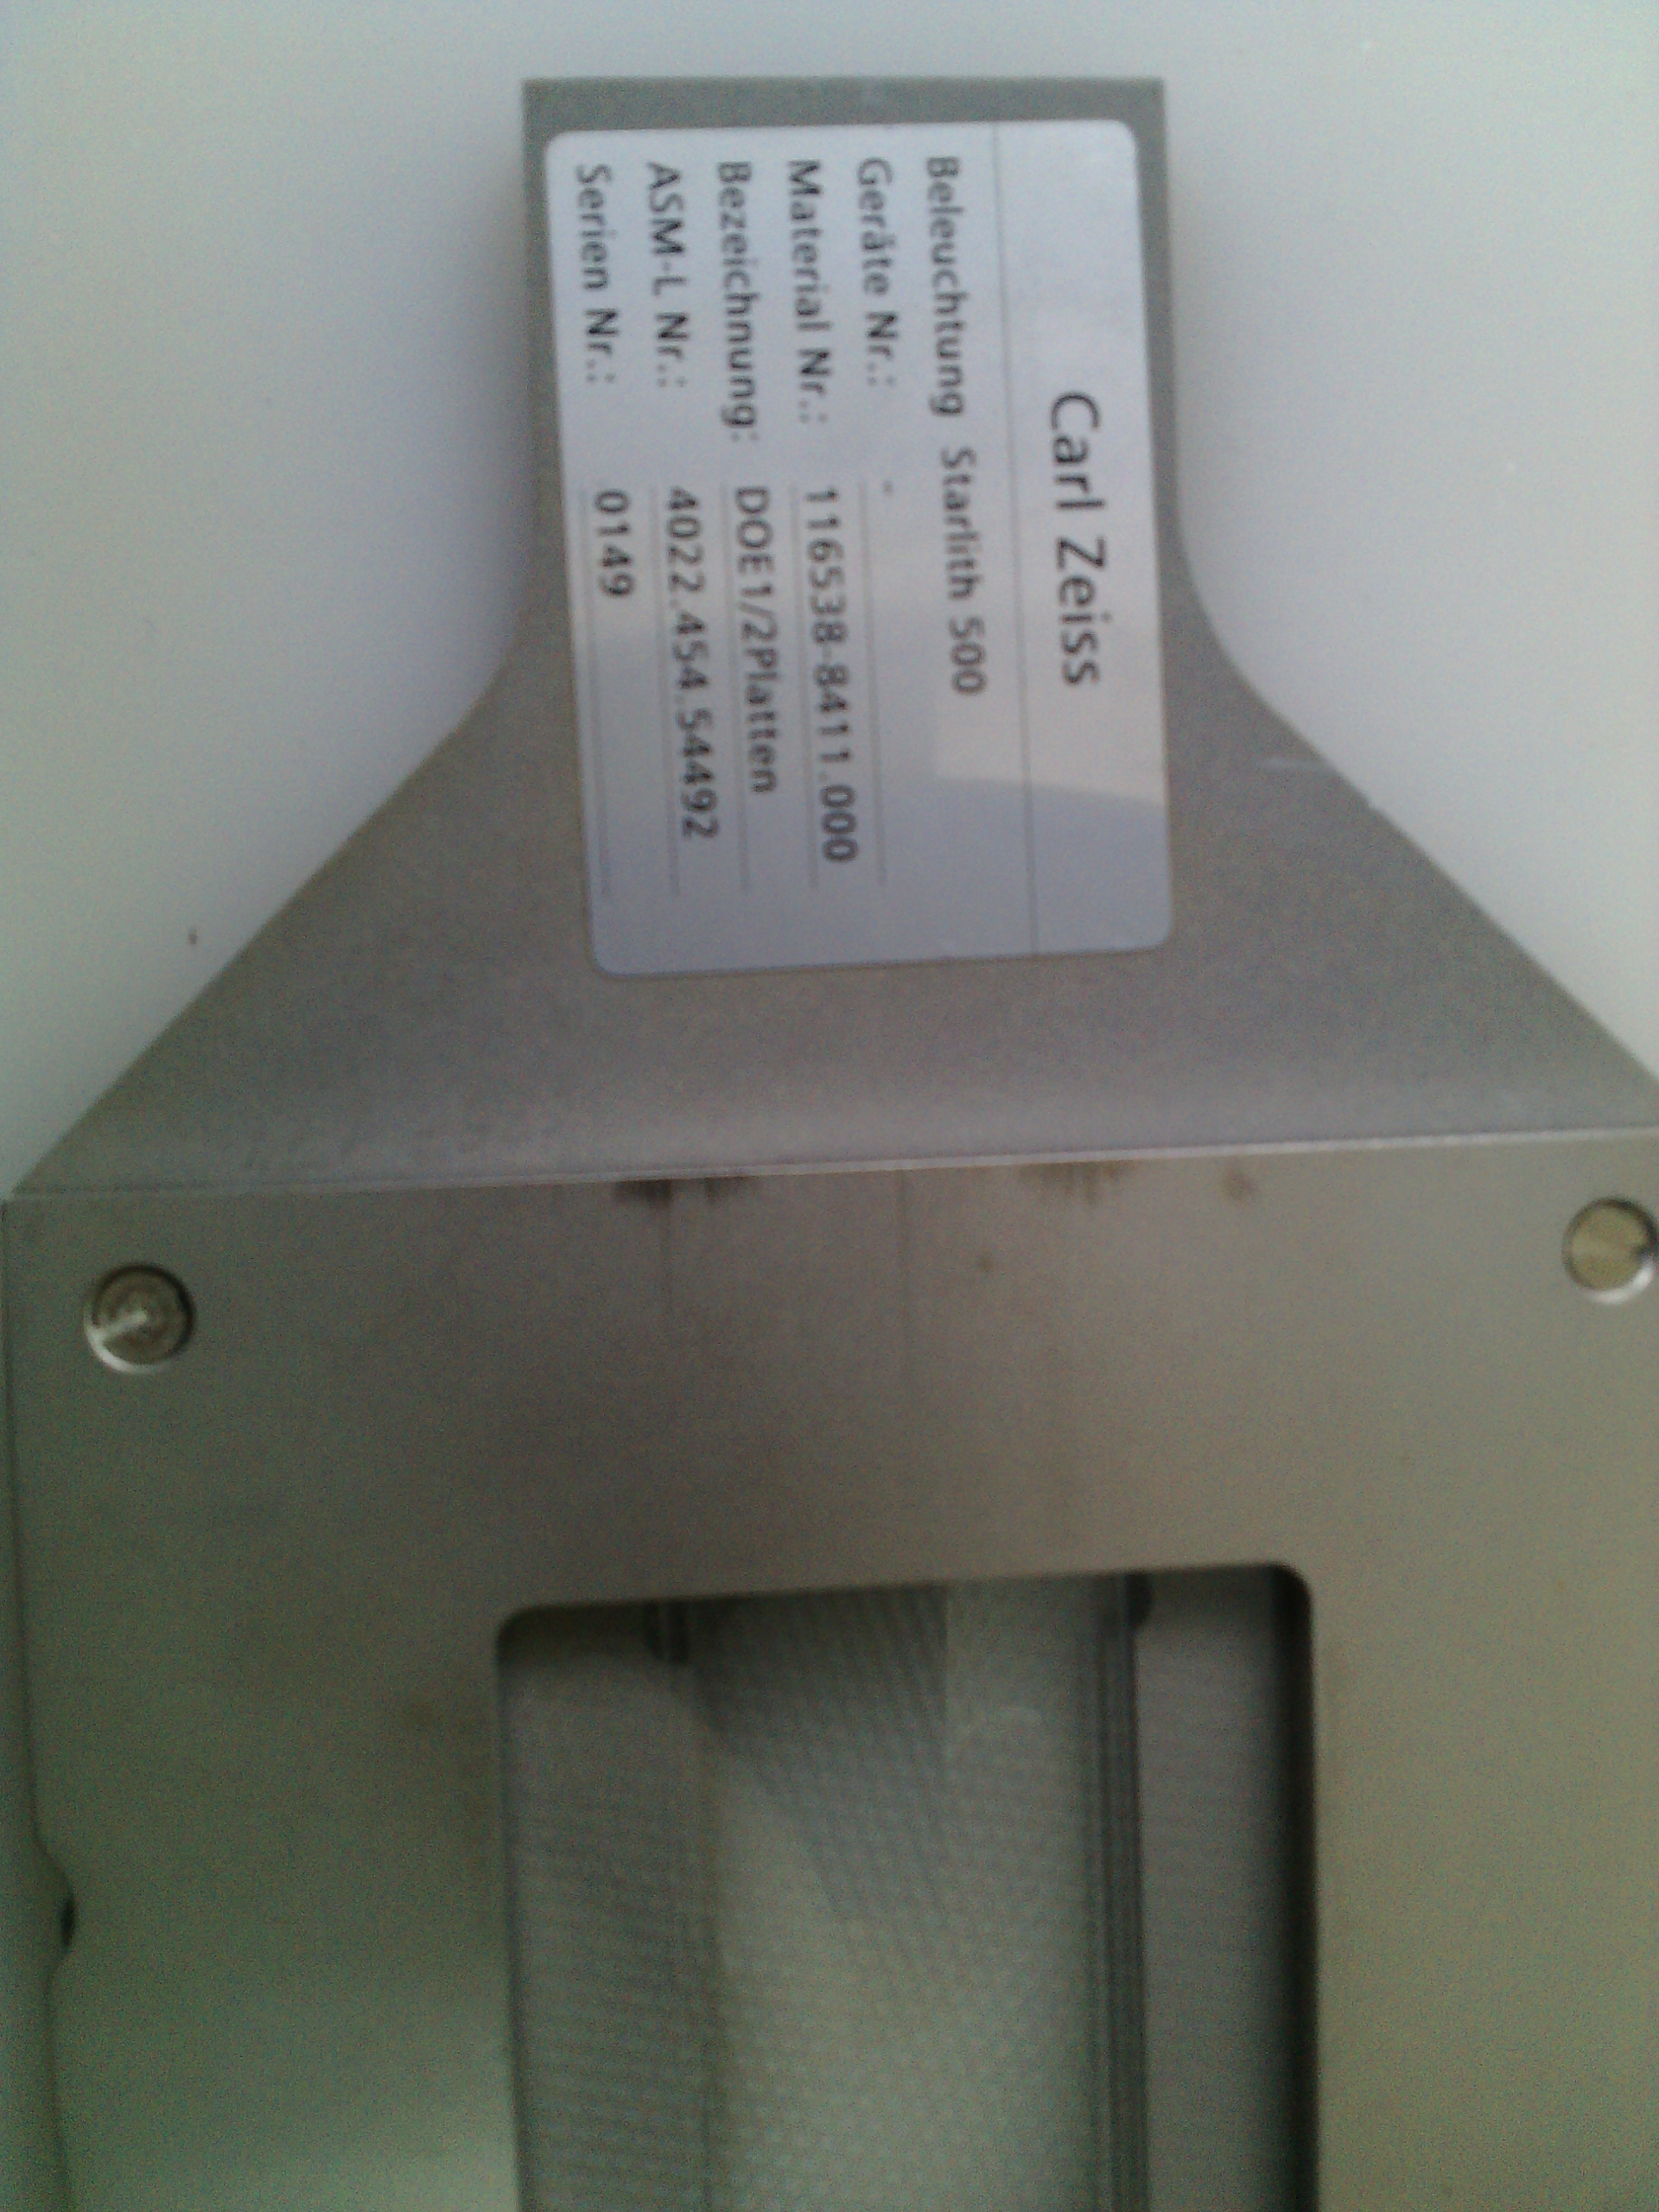 Carl Zeiss
Beleuchtung Starlith 500
Geräte Nr.: -
Material Nr.: 116538-8411.000
Bezeichnung: DOE1/2Platten
ASM-L Nr.: 4022.454.54492
Serien Nr.: 0149